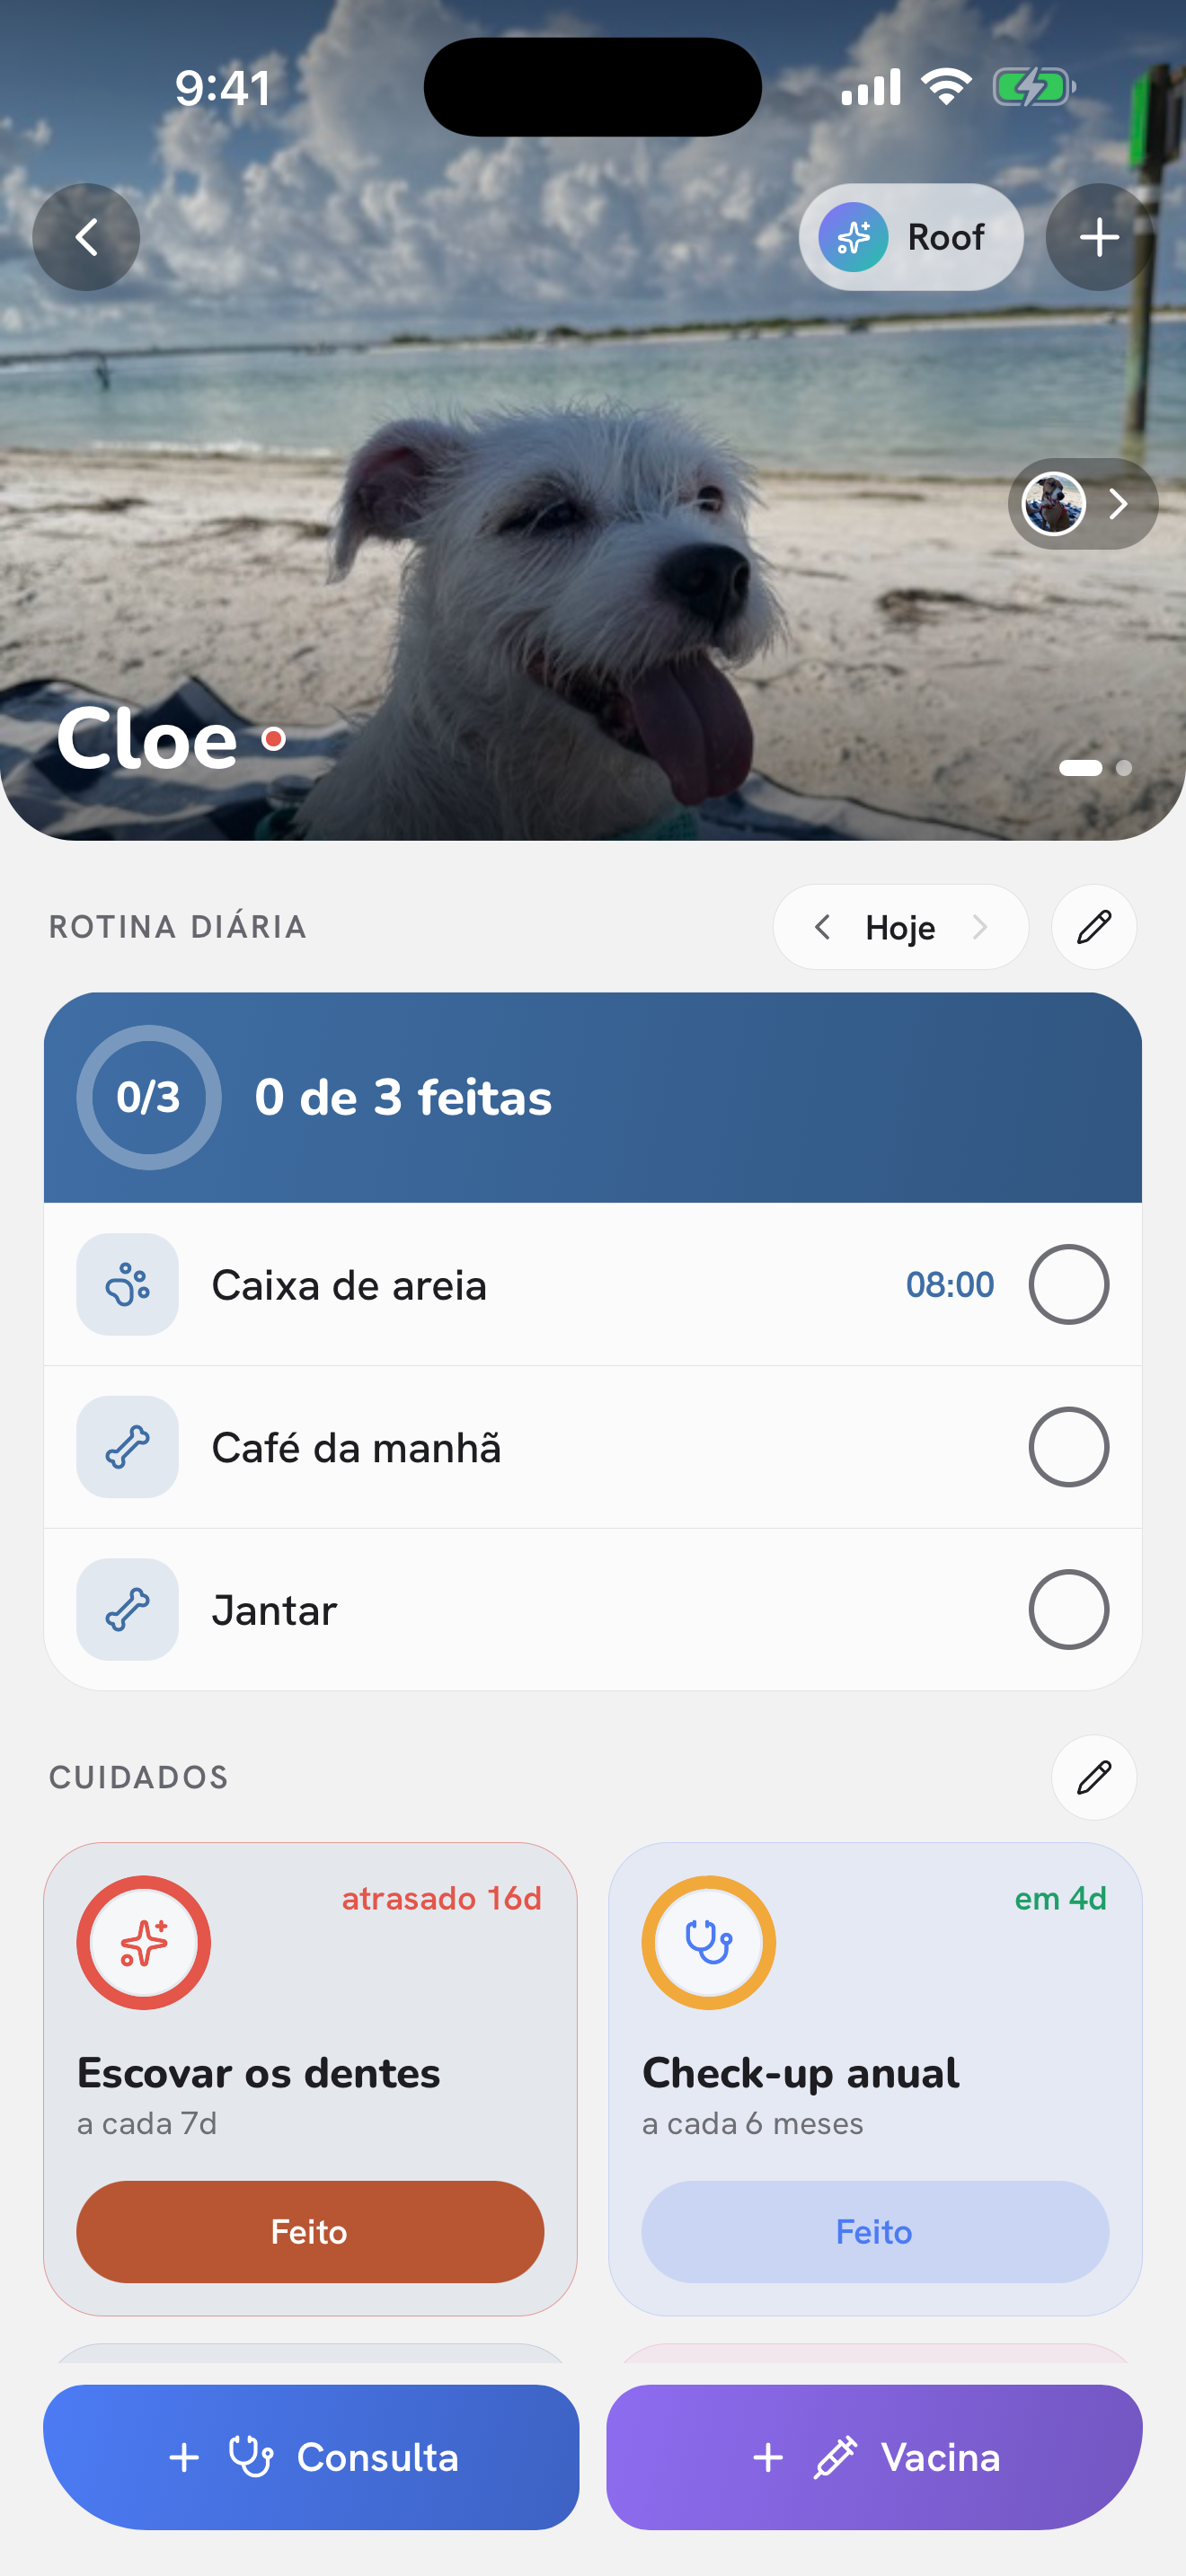 9:41
Roof
Cloe
ROTINA DIÁRIA
Hoje
0/3
0 de 3 feitas
Caixa de areia
08:00
Café da manhã
Jantar
CUIDADOS
atrasado 16d
Escovar os dentes
a cada 7d
Feito
em 4d
Check-up anual
a cada 6 meses
Feito
+ Consulta
+ Vacina